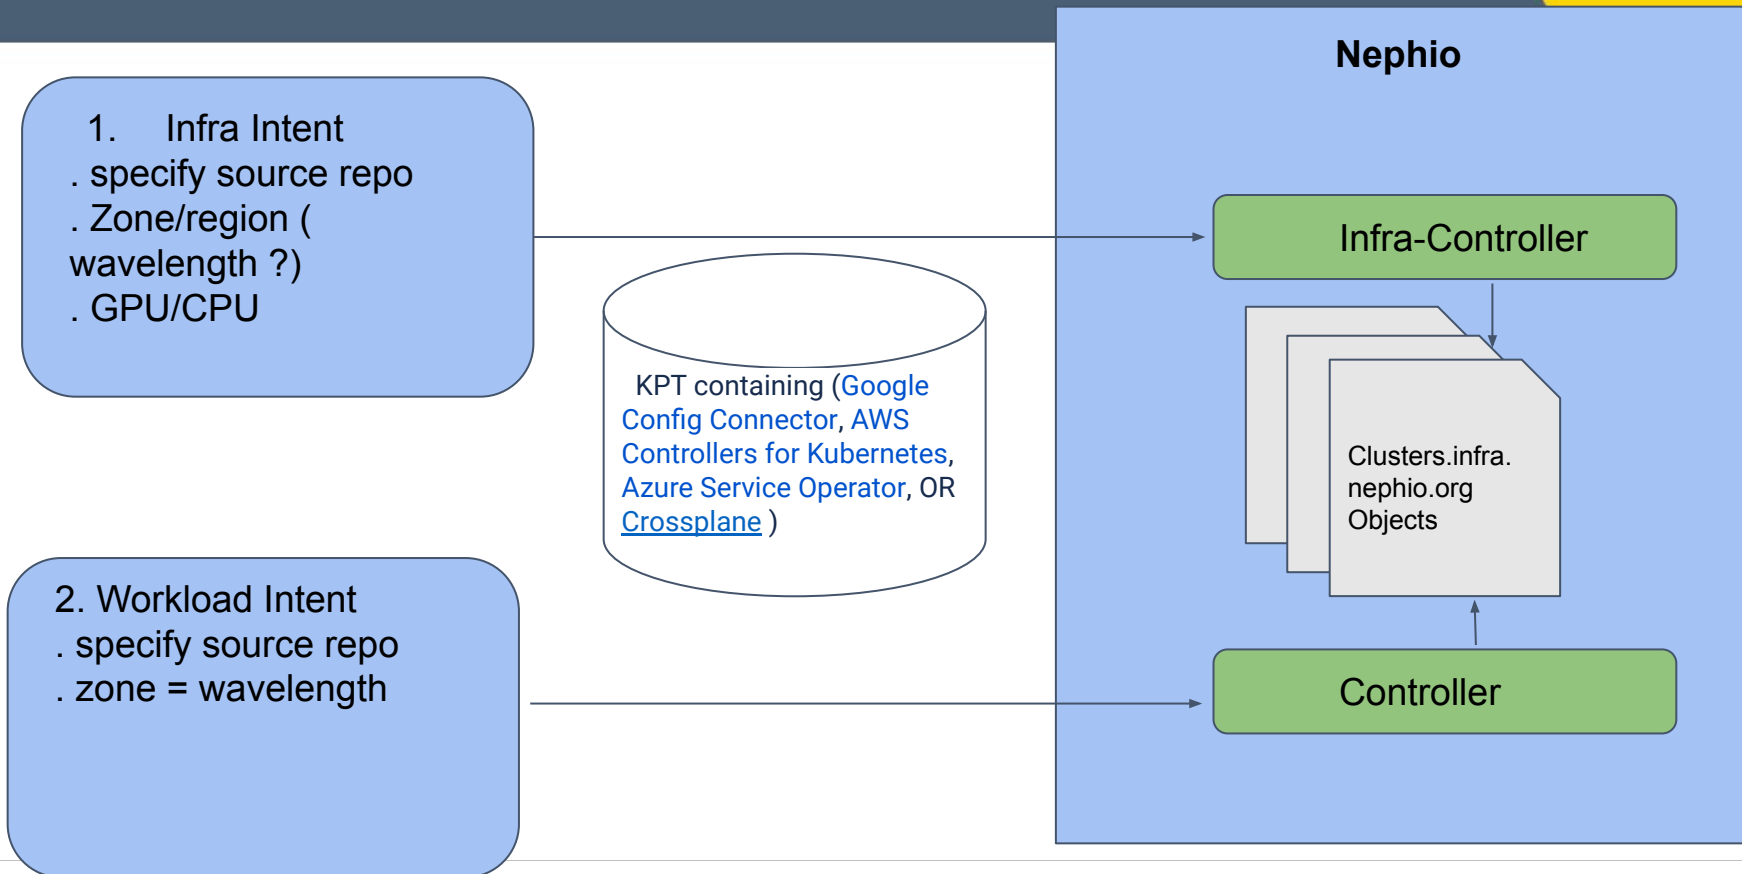 Nephio
1. Infra Intent
. specify source repo
. Zone/region (
wavelength ?)
. GPU/CPU
Infra-Controller
KPT containing (Google
Config Connector, AWS
Controllers for Kubernetes,
Azure Service Operator, OR
Crossplane )
Clusters.infra.
nephio.org
Objects
2. Workload Intent
. specify source repo
. zone = wavelength
Controller